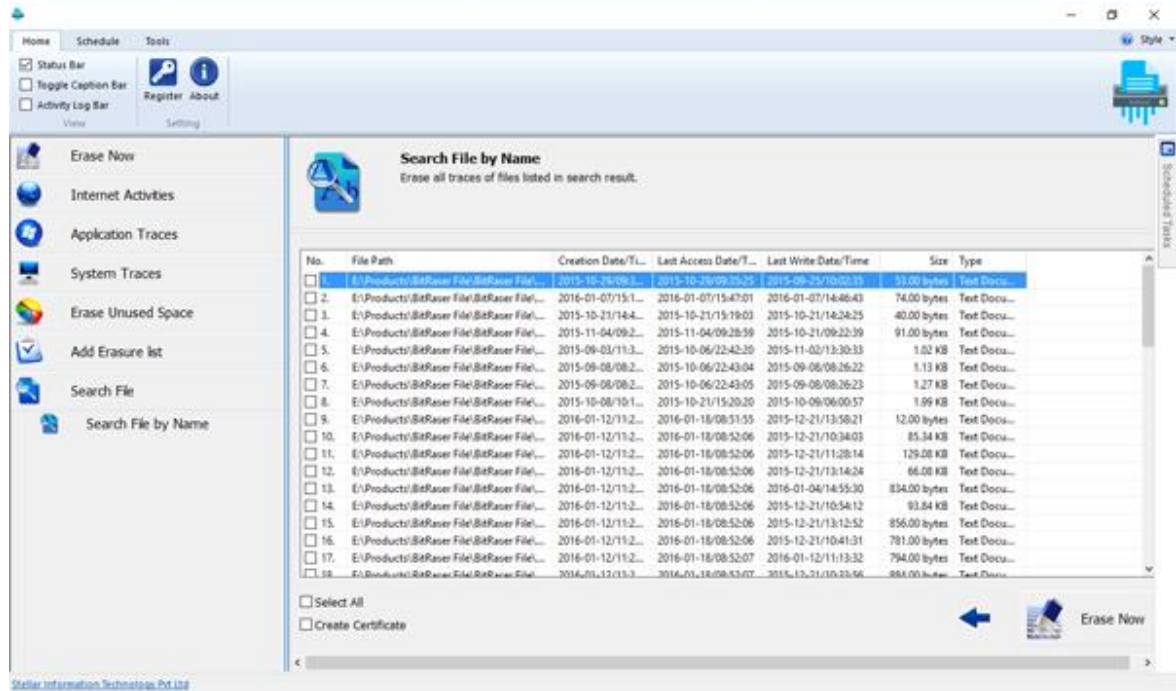 Home Schedule Tools
Style
Status Bar
Toggle Caption Bar
Activity Log Bar
View
Register About
Setting
Erase Now
Internet Activities
Application Traces
System Traces
Erase Unused Space
Add Erasure list
Search File
Search File by Name
Search File by Name
Erase all traces of files listed in search result.
Scheduled Tasks
No. File Path Creation Date/Ti... Last Access Date/T... Last Write Date/Time Size Type
1. E:\Products\BitRaser File\BitRaser File\... 2015-10-29/09:3... 2015-10-29/09:35:25 2015-09-25/10:02:35 53.00 bytes Text Docu...
2. E:\Products\BitRaser File\BitRaser File\... 2016-01-07/15:1... 2016-01-07/15:47:01 2016-01-07/14:46:43 74.00 bytes Text Docu...
3. E:\Products\BitRaser File\BitRaser File\... 2015-10-21/14:4... 2015-10-21/15:19:03 2015-10-21/14:24:25 40.00 bytes Text Docu...
4. E:\Products\BitRaser File\BitRaser File\... 2015-11-04/09:2... 2015-11-04/09:28:59 2015-10-21/09:22:39 91.00 bytes Text Docu...
5. E:\Products\BitRaser File\BitRaser File\... 2015-09-03/11:3... 2015-10-06/22:42:20 2015-11-02/13:30:33 1.02 KB Text Docu...
6. E:\Products\BitRaser File\BitRaser File\... 2015-09-08/08:2... 2015-10-06/22:43:04 2015-09-08/08:26:22 1.13 KB Text Docu...
7. E:\Products\BitRaser File\BitRaser File\... 2015-09-08/08:2... 2015-10-06/22:43:05 2015-09-08/08:26:23 1.27 KB Text Docu...
8. E:\Products\BitRaser File\BitRaser File\... 2015-10-08/10:1... 2015-10-21/15:20:20 2015-10-09/06:00:57 1.99 KB Text Docu...
9. E:\Products\BitRaser File\BitRaser File\... 2016-01-12/11:2... 2016-01-18/08:51:55 2015-12-21/13:58:21 12.00 bytes Text Docu...
10. E:\Products\BitRaser File\BitRaser File\... 2016-01-12/11:2... 2016-01-18/08:52:06 2015-12-21/10:34:03 85.34 KB Text Docu...
11. E:\Products\BitRaser File\BitRaser File\... 2016-01-12/11:2... 2016-01-18/08:52:06 2015-12-21/11:28:14 129.08 KB Text Docu...
12. E:\Products\BitRaser File\BitRaser File\... 2016-01-12/11:2... 2016-01-18/08:52:06 2015-12-21/13:14:24 66.08 KB Text Docu...
13. E:\Products\BitRaser File\BitRaser File\... 2016-01-12/11:2... 2016-01-18/08:52:06 2016-01-04/14:55:30 834.00 bytes Text Docu...
14. E:\Products\BitRaser File\BitRaser File\... 2016-01-12/11:2... 2016-01-18/08:52:06 2015-12-21/10:54:12 93.84 KB Text Docu...
15. E:\Products\BitRaser File\BitRaser File\... 2016-01-12/11:2... 2016-01-18/08:52:06 2015-12-21/13:12:52 856.00 bytes Text Docu...
16. E:\Products\BitRaser File\BitRaser File\... 2016-01-12/11:2... 2016-01-18/08:52:06 2015-12-21/10:41:31 781.00 bytes Text Docu...
17. E:\Products\BitRaser File\BitRaser File\... 2016-01-12/11:2... 2016-01-18/08:52:07 2016-01-12/11:13:32 794.00 bytes Text Docu...
18. E:\Products\BitRaser File\BitRaser File\... 2016-01-18/08:52:07 2015-12-21/10:33:56 Text Docu...
Select All
Create Certificate
Erase Now
Stellar Information Technology Pvt Ltd